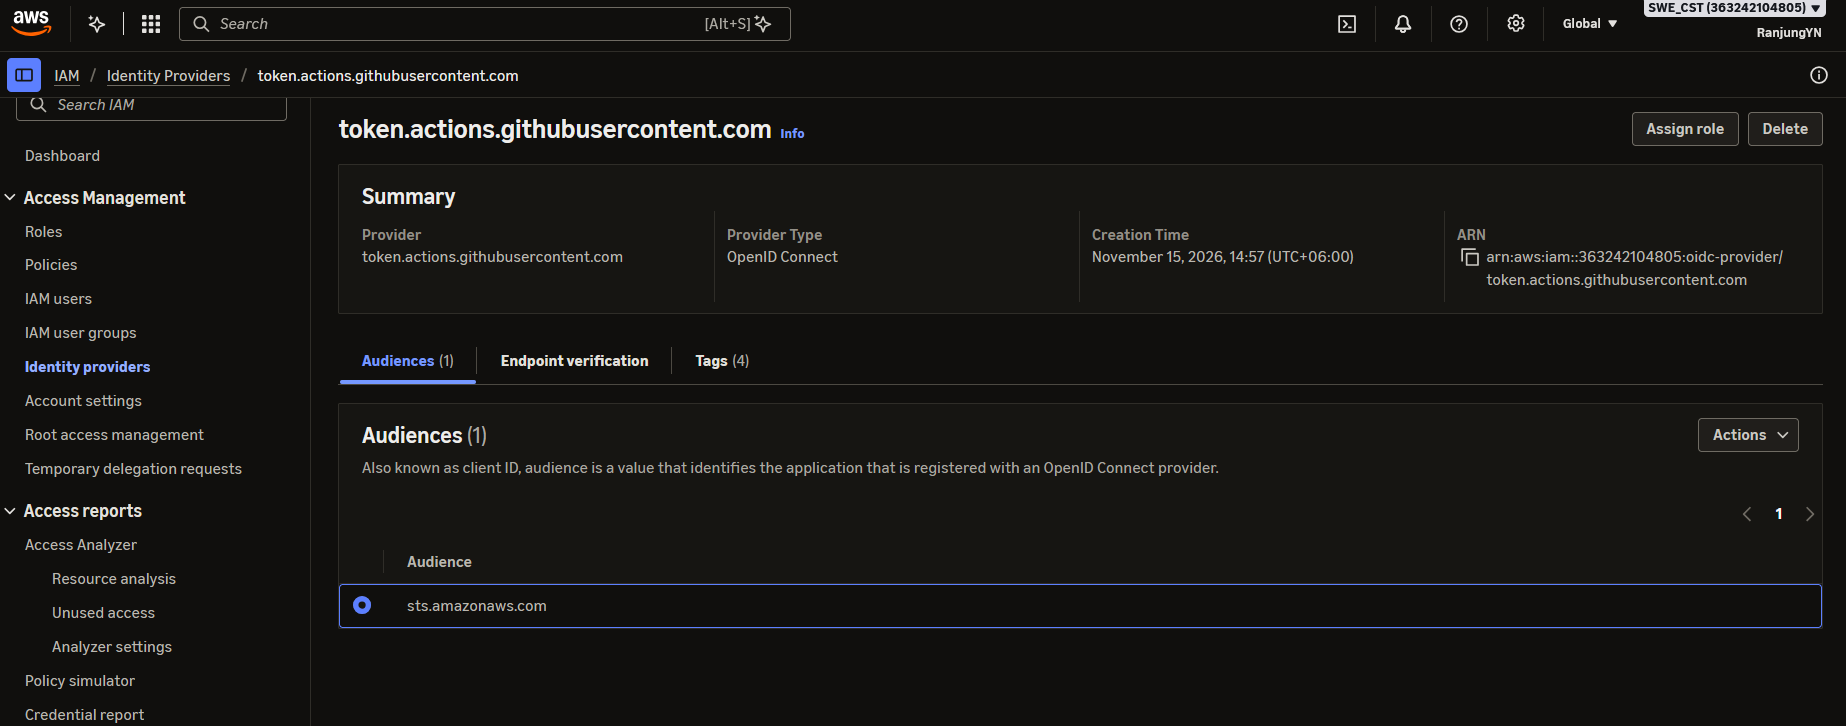 aws
Search
[Alt+S]
Global
SWE_CST (363242104805)
RanjungYN
IAM / Identity Providers / token.actions.githubusercontent.com
Search IAM
Dashboard
Access Management
Roles
Policies
IAM users
IAM user groups
Identity providers
Account settings
Root access management
Temporary delegation requests
Access reports
Access Analyzer
Resource analysis
Unused access
Analyzer settings
Policy simulator
Credential report
token.actions.githubusercontent.com Info
Assign role
Delete
Summary
Provider
token.actions.githubusercontent.com
Provider Type
OpenID Connect
Creation Time
November 15, 2026, 14:57 (UTC+06:00)
ARN
arn:aws:iam::363242104805:oidc-provider/
token.actions.githubusercontent.com
Audiences (1)
Endpoint verification
Tags (4)
Audiences (1)
Actions
Also known as client ID, audience is a value that identifies the application that is registered with an OpenID Connect provider.
1
Audience
sts.amazonaws.com